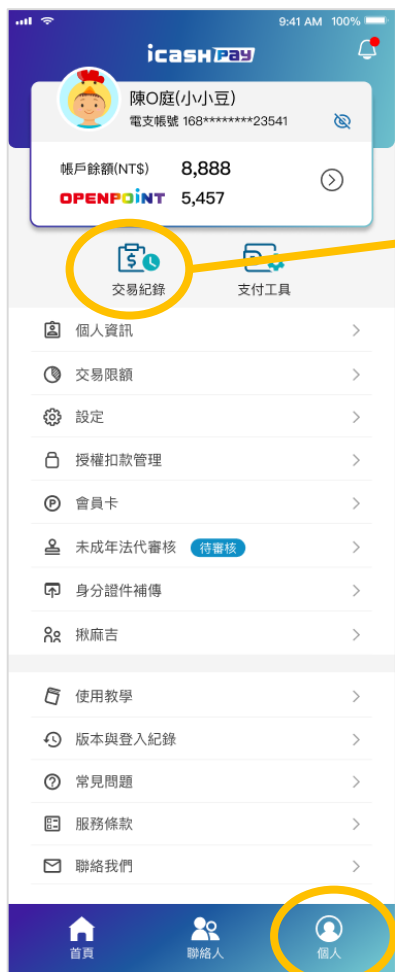 9:41 AM 100%
icash Pay
陳O庭(小小豆)
電支帳號 168********23541
帳戶餘額(NT$) 8,888
OPENPOINT 5,457
交易紀錄 支付工具
個人資訊
交易限額
設定
授權扣款管理
會員卡
未成年法代審核 待審核
身分證件補傳
揪麻吉
使用教學
版本與登入紀錄
常見問題
服務條款
聯絡我們
首頁 聯絡人 個人